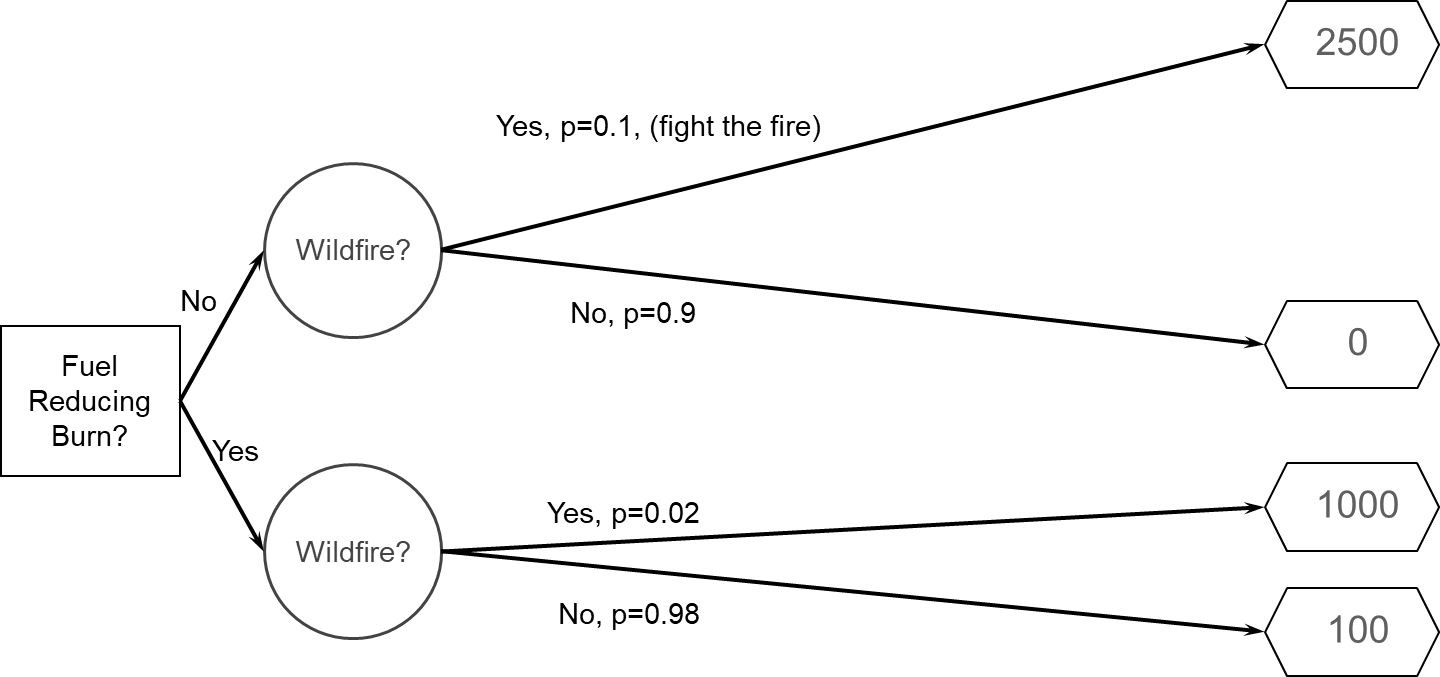 2500
Yes, p=0.1, (fight the fire)
Wildfire?
No
No, p=0.9
0
Fuel
Reducing
Burn?
Yes
Wildfire?
Yes, p=0.02
1000
No, p=0.98
100